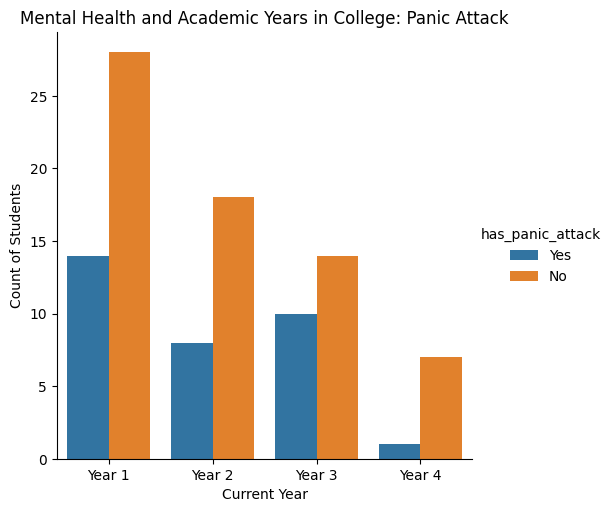 Mental Health and Academic Years in College: Panic Attack
Count of Students
25
20
15
10
5
0
Year 1
Year 2
Year 3
Year 4
Current Year
has_panic_attack
Yes
No